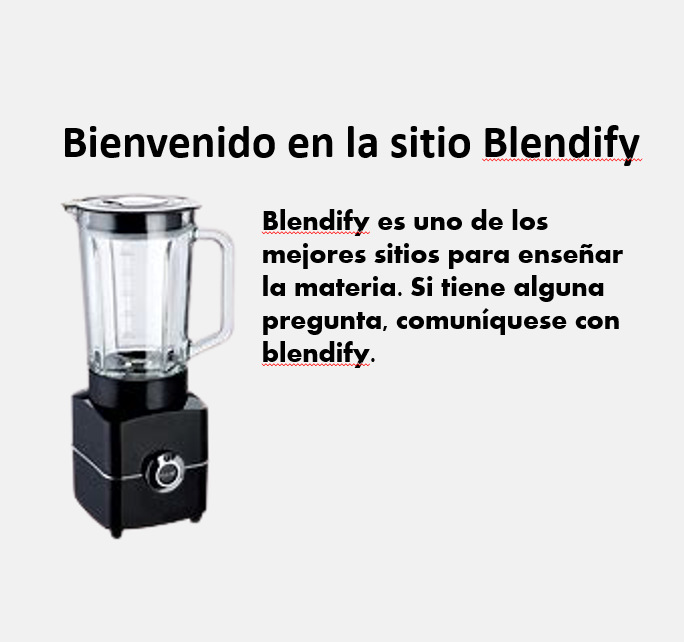 Bienvenido en la sitio Blendify
Blendify es uno de los
mejores sitios para enseñar
la materia. Si tiene alguna
pregunta, comuníquese con
blendify.